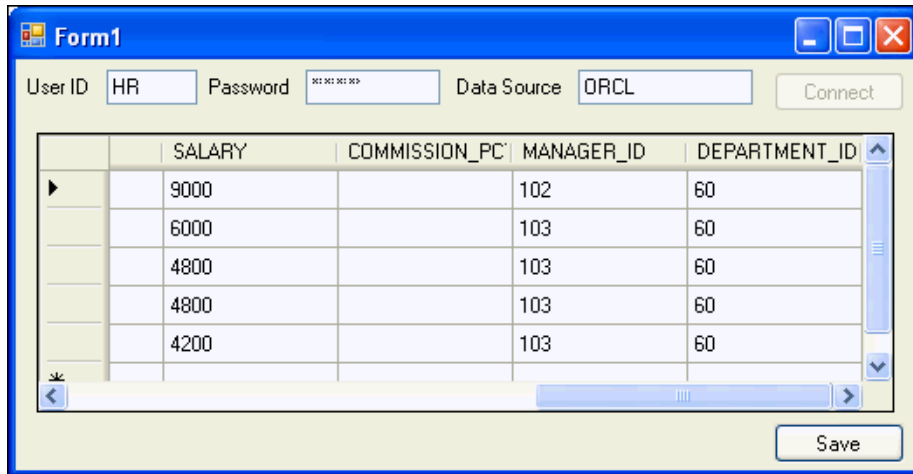 Form1
User ID HR Password ******** Data Source ORCL Connect
SALARY COMMISSION_PC MANAGER_ID DEPARTMENT_ID
9000 102 60
6000 103 60
4800 103 60
4800 103 60
4200 103 60
*
Save